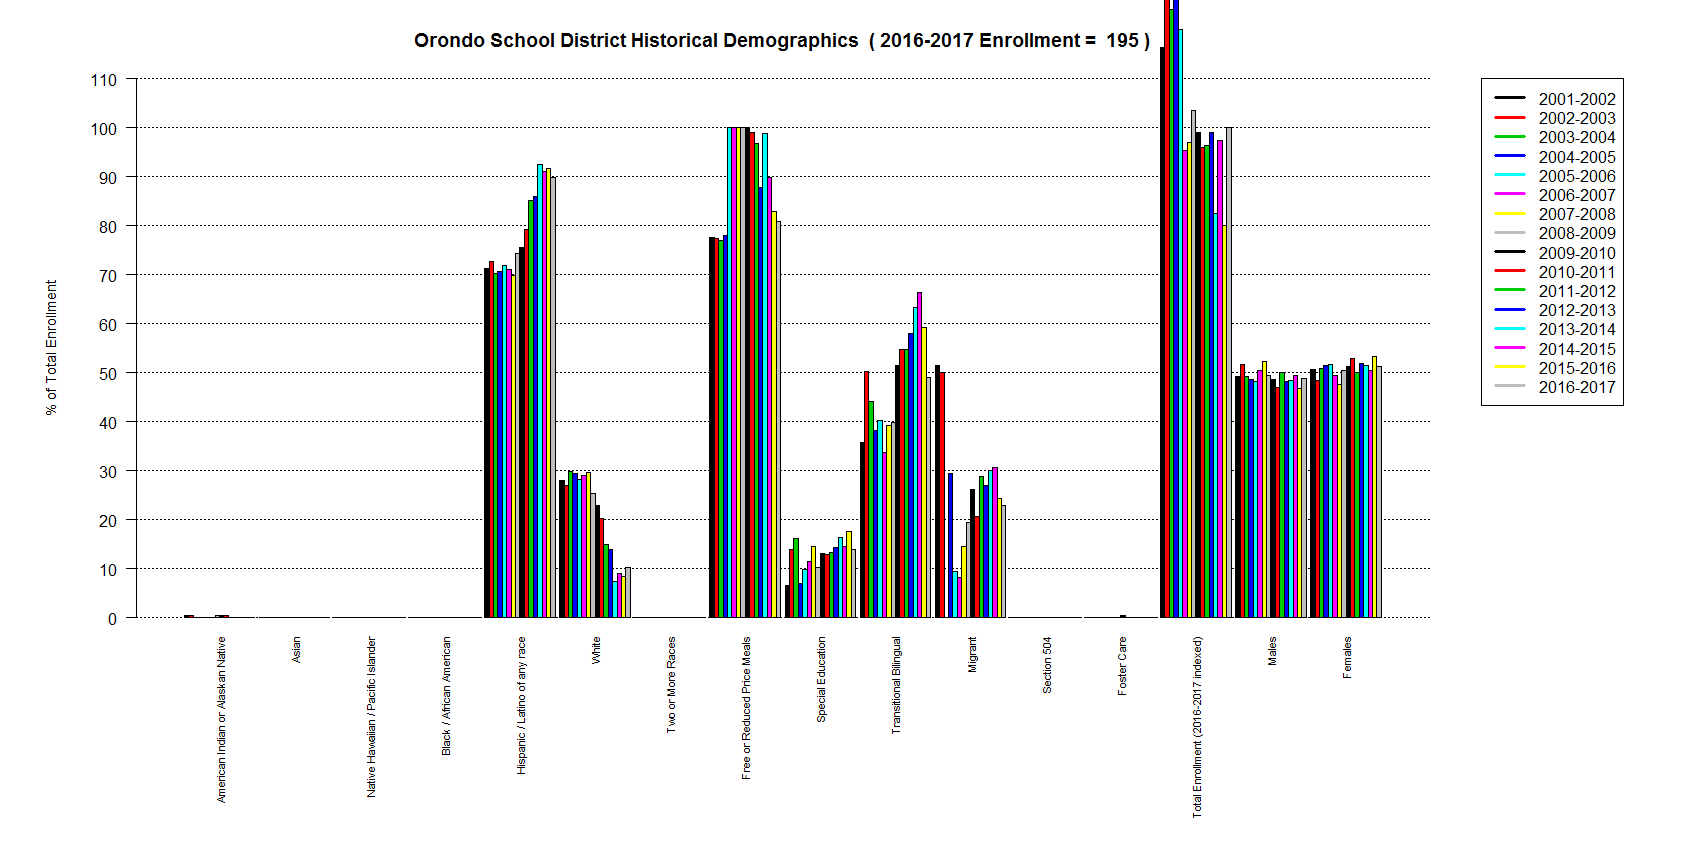 Orondo School District Historical Demographics ( 2016-2017 Enrollment = 195 )
% of Total Enrollment
110
100
90
80
70
60
50
40
30
20
10
0
American Indian or Alaskan Native
Asian
Native Hawaiian / Pacific Islander
Black / African American
Hispanic / Latino of any race
White
Two or More Races
Free or Reduced Price Meals
Special Education
Transitional Bilingual
Migrant
Section 504
Foster Care
Total Enrollment (2016-2017 indexed)
Males
Females
2001-2002
2002-2003
2003-2004
2004-2005
2005-2006
2006-2007
2007-2008
2008-2009
2009-2010
2010-2011
2011-2012
2012-2013
2013-2014
2014-2015
2015-2016
2016-2017